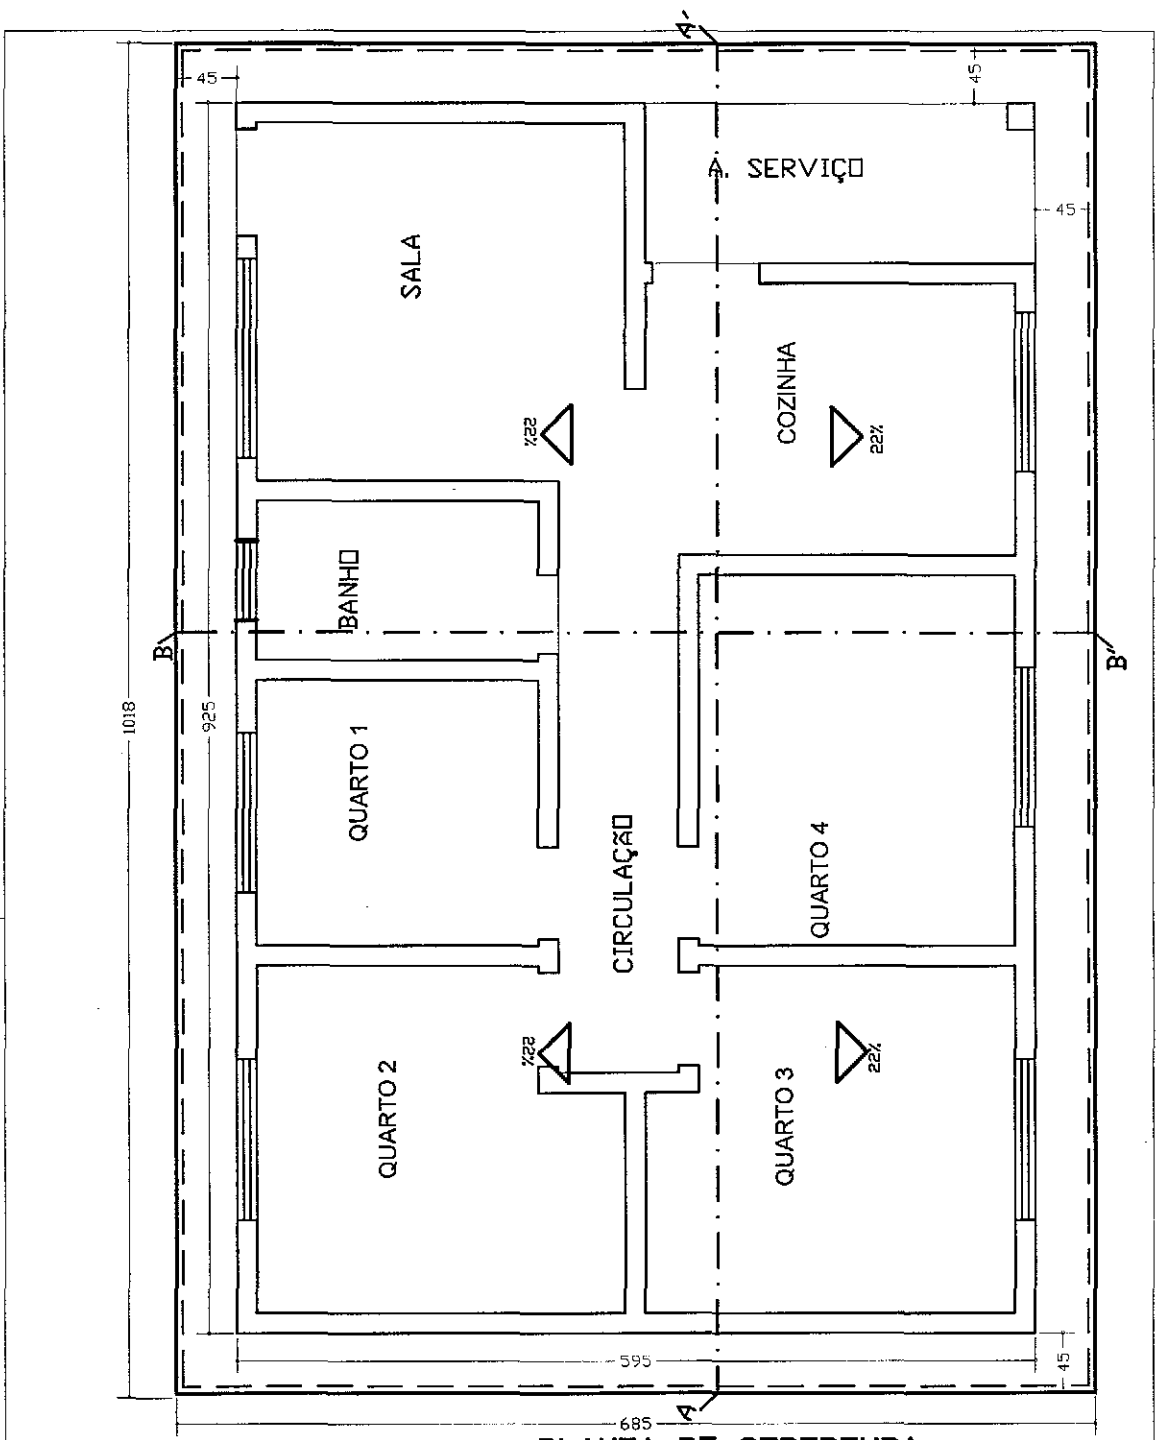 A'
45
45
A. SERVIÇO
45
SALA
COZINHA
22%
22%
BANHO
B
B'
1018
925
QUARTO 1
QUARTO 4
CIRCULAÇÃO
22%
22%
QUARTO 2
QUARTO 3
595
45
A
685